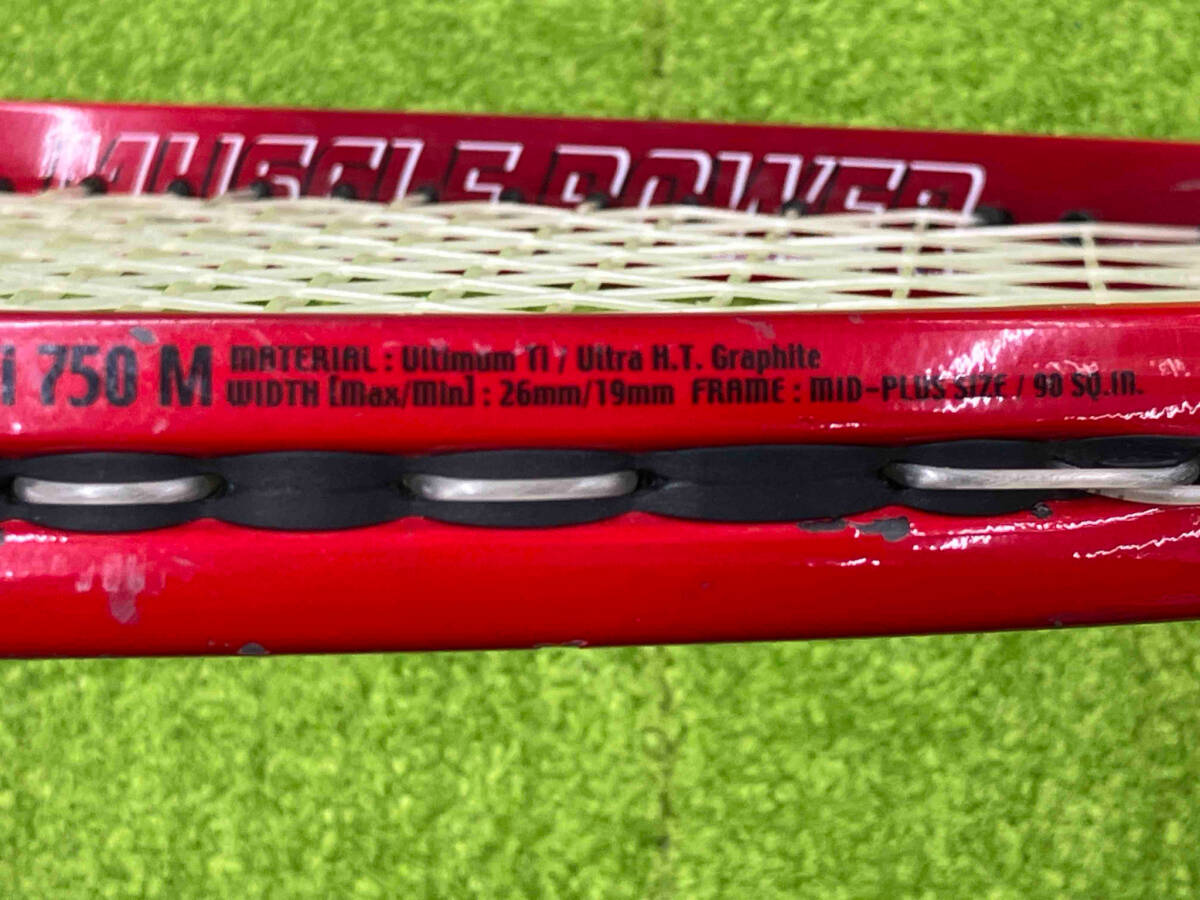 MUSCLE POWER
i 750 M
MATERIAL : Ultimum Ti / Ultra H.T. Graphite
WIDTH [Max/Min] : 26mm/19mm FRAME : MID-PLUS SIZE / 90 SQ.IN.